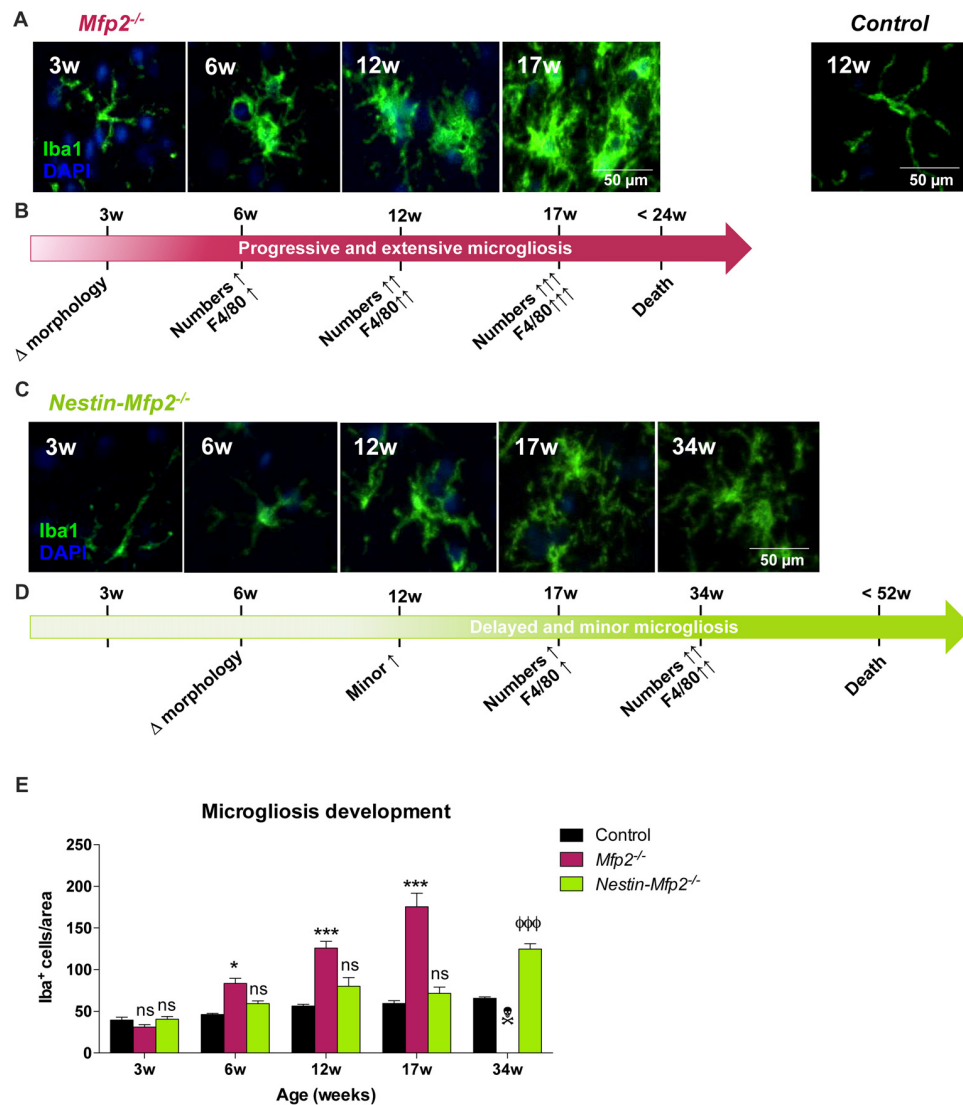 A
Mfp2-/-
Control
3w
6w
12w
17w
12w
Iba1
DAPI
50 µm
50 µm
B
3w
6w
12w
17w
< 24w
Progressive and extensive microgliosis
Δ morphology
Numbers ↑
F4/80 ↑
Numbers ↑↑
F4/80↑↑
Numbers ↑↑↑
F4/80↑↑↑
Death
C
Nestin-Mfp2-/-
3w
6w
12w
17w
34w
Iba1
DAPI
50 µm
D
3w
6w
12w
17w
34w
< 52w
Delayed and minor microgliosis
Δ morphology
Minor ↑
Numbers ↑
F4/80 ↑
Numbers ↑↑
F4/80↑↑
Death
E
Microgliosis development
Control
Mfp2-/-
Nestin-Mfp2-/-
Iba+ cells/area
250
200
150
100
50
0
ns
ns
*
ns
***
ns
***
ns
ϕϕϕ
3w
6w
12w
17w
34w
Age (weeks)